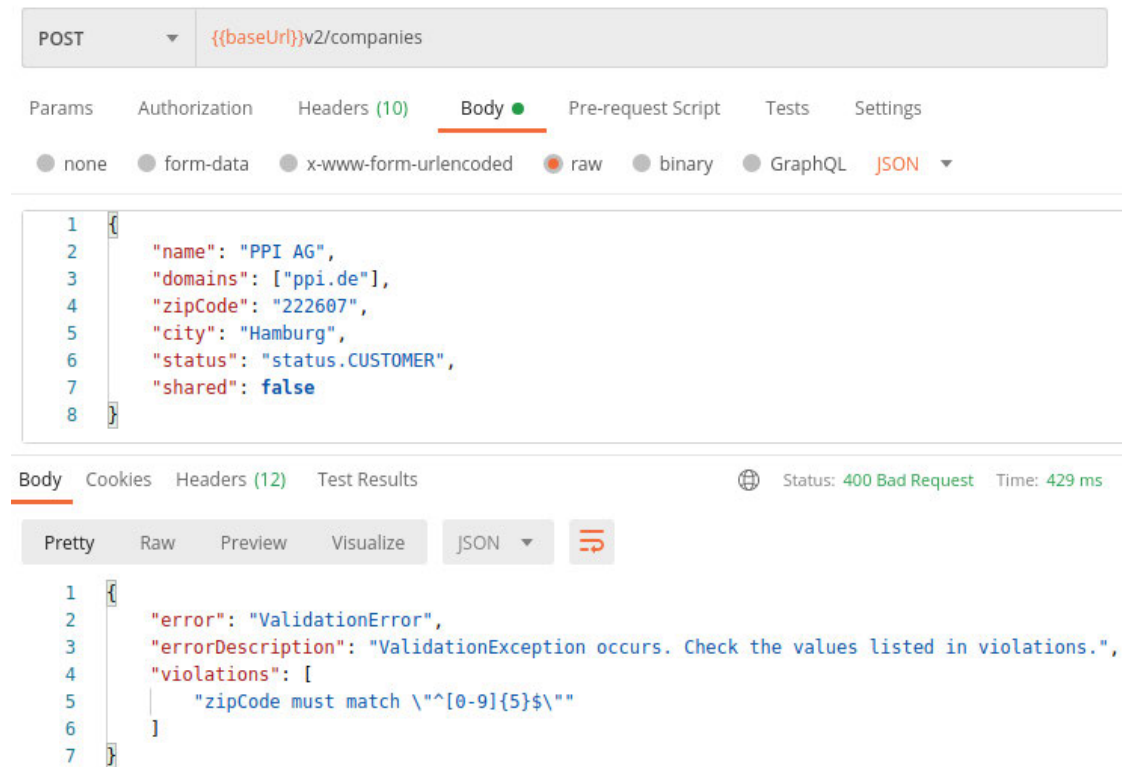 POST {{baseUrl}}v2/companies
Params Authorization Headers (10) Body Pre-request Script Tests Settings
none form-data x-www-form-urlencoded raw binary GraphQL JSON
1 {
2 "name": "PPI AG",
3 "domains": ["ppi.de"],
4 "zipCode": "222607",
5 "city": "Hamburg",
6 "status": "status.CUSTOMER",
7 "shared": false
8 }
Body Cookies Headers (12) Test Results Status: 400 Bad Request Time: 429 ms
Pretty Raw Preview Visualize JSON
1 {
2 "error": "ValidationError",
3 "errorDescription": "ValidationException occurs. Check the values listed in violations.",
4 "violations": [
5 "zipCode must match \"^[0-9]{5}$\""
6 ]
7 }